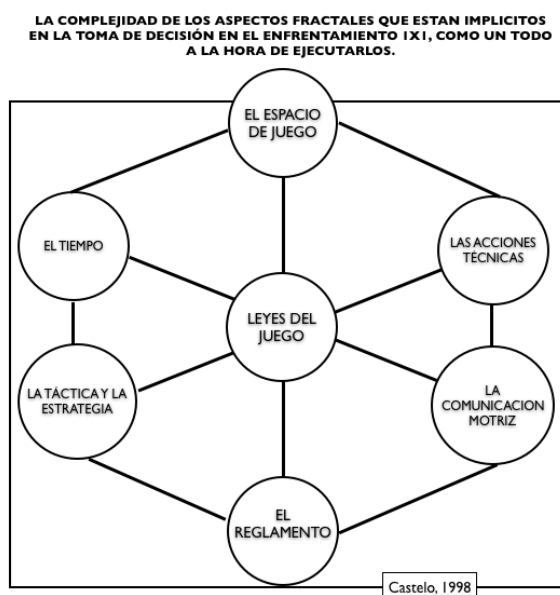 LA COMPLEJIDAD DE LOS ASPECTOS FRACTALES QUE ESTAN IMPLICITOS
EN LA TOMA DE DECISIÓN EN EL ENFRENTAMIENTO 1X1, COMO UN TODO
A LA HORA DE EJECUTARLOS.
EL ESPACIO
DE JUEGO
EL TIEMPO
LAS ACCIONES
TÉCNICAS
LEYES DEL
JUEGO
LA TÁCTICA Y LA
ESTRATEGIA
LA
COMUNICACION
MOTRIZ
EL
REGLAMENTO
Castelo, 1998